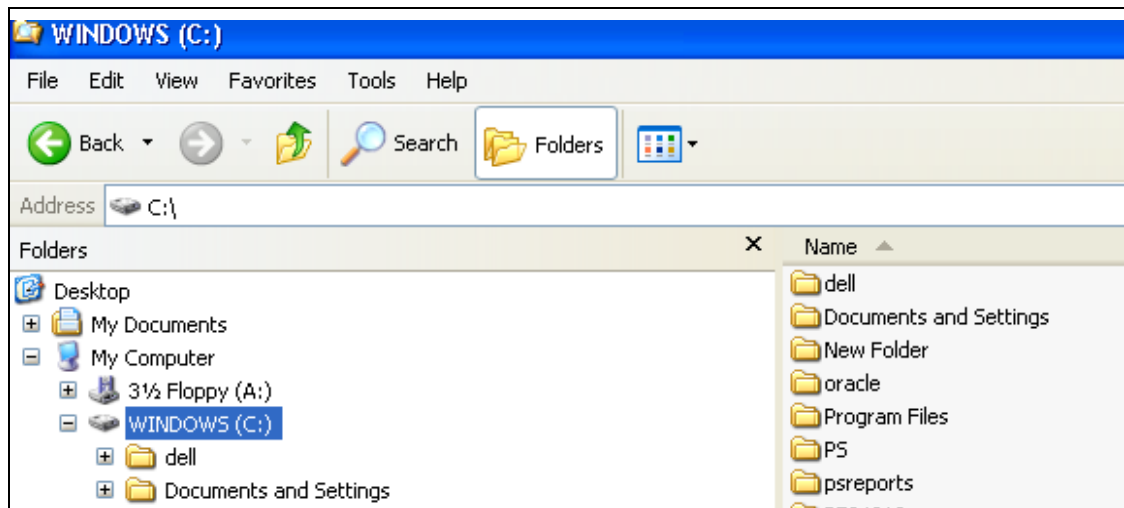 WINDOWS (C:)
File Edit View Favorites Tools Help
Back Search Folders
Address C:\
Folders
Desktop
My Documents
My Computer
3½ Floppy (A:)
WINDOWS (C:)
dell
Documents and Settings
Name
dell
Documents and Settings
New Folder
oracle
Program Files
PS
psreports